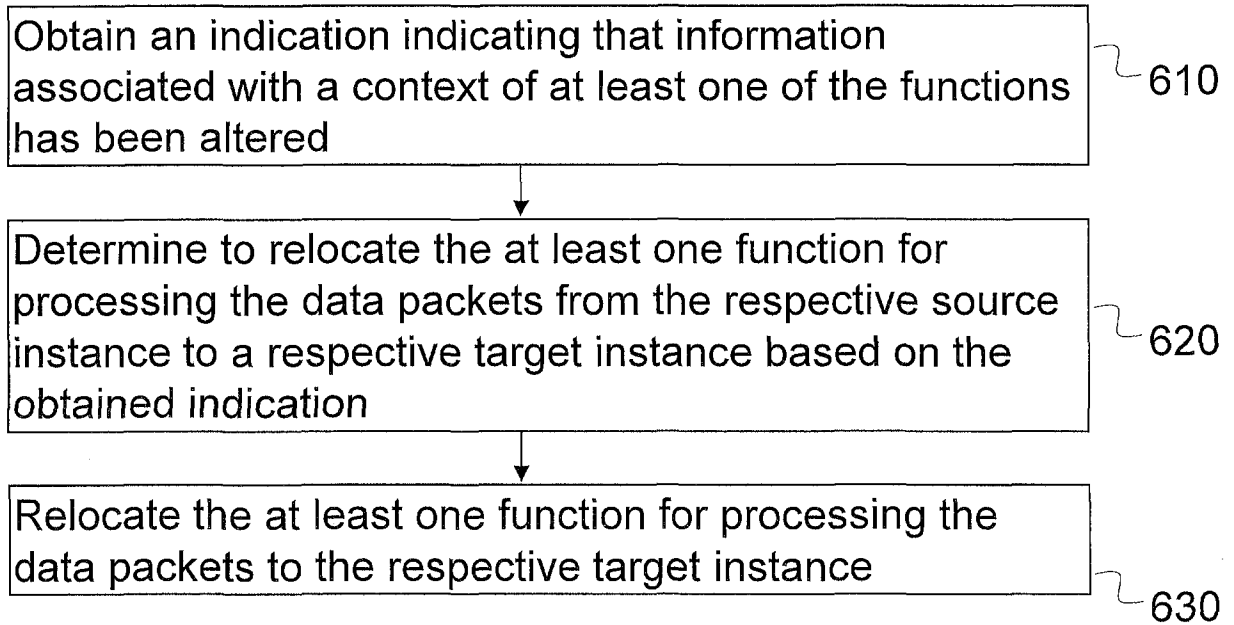 Obtain an indication indicating that information
associated with a context of at least one of the functions
has been altered
610
Determine to relocate the at least one function for
processing the data packets from the respective source
instance to a respective target instance based on the
obtained indication
620
Relocate the at least one function for processing the
data packets to the respective target instance
630